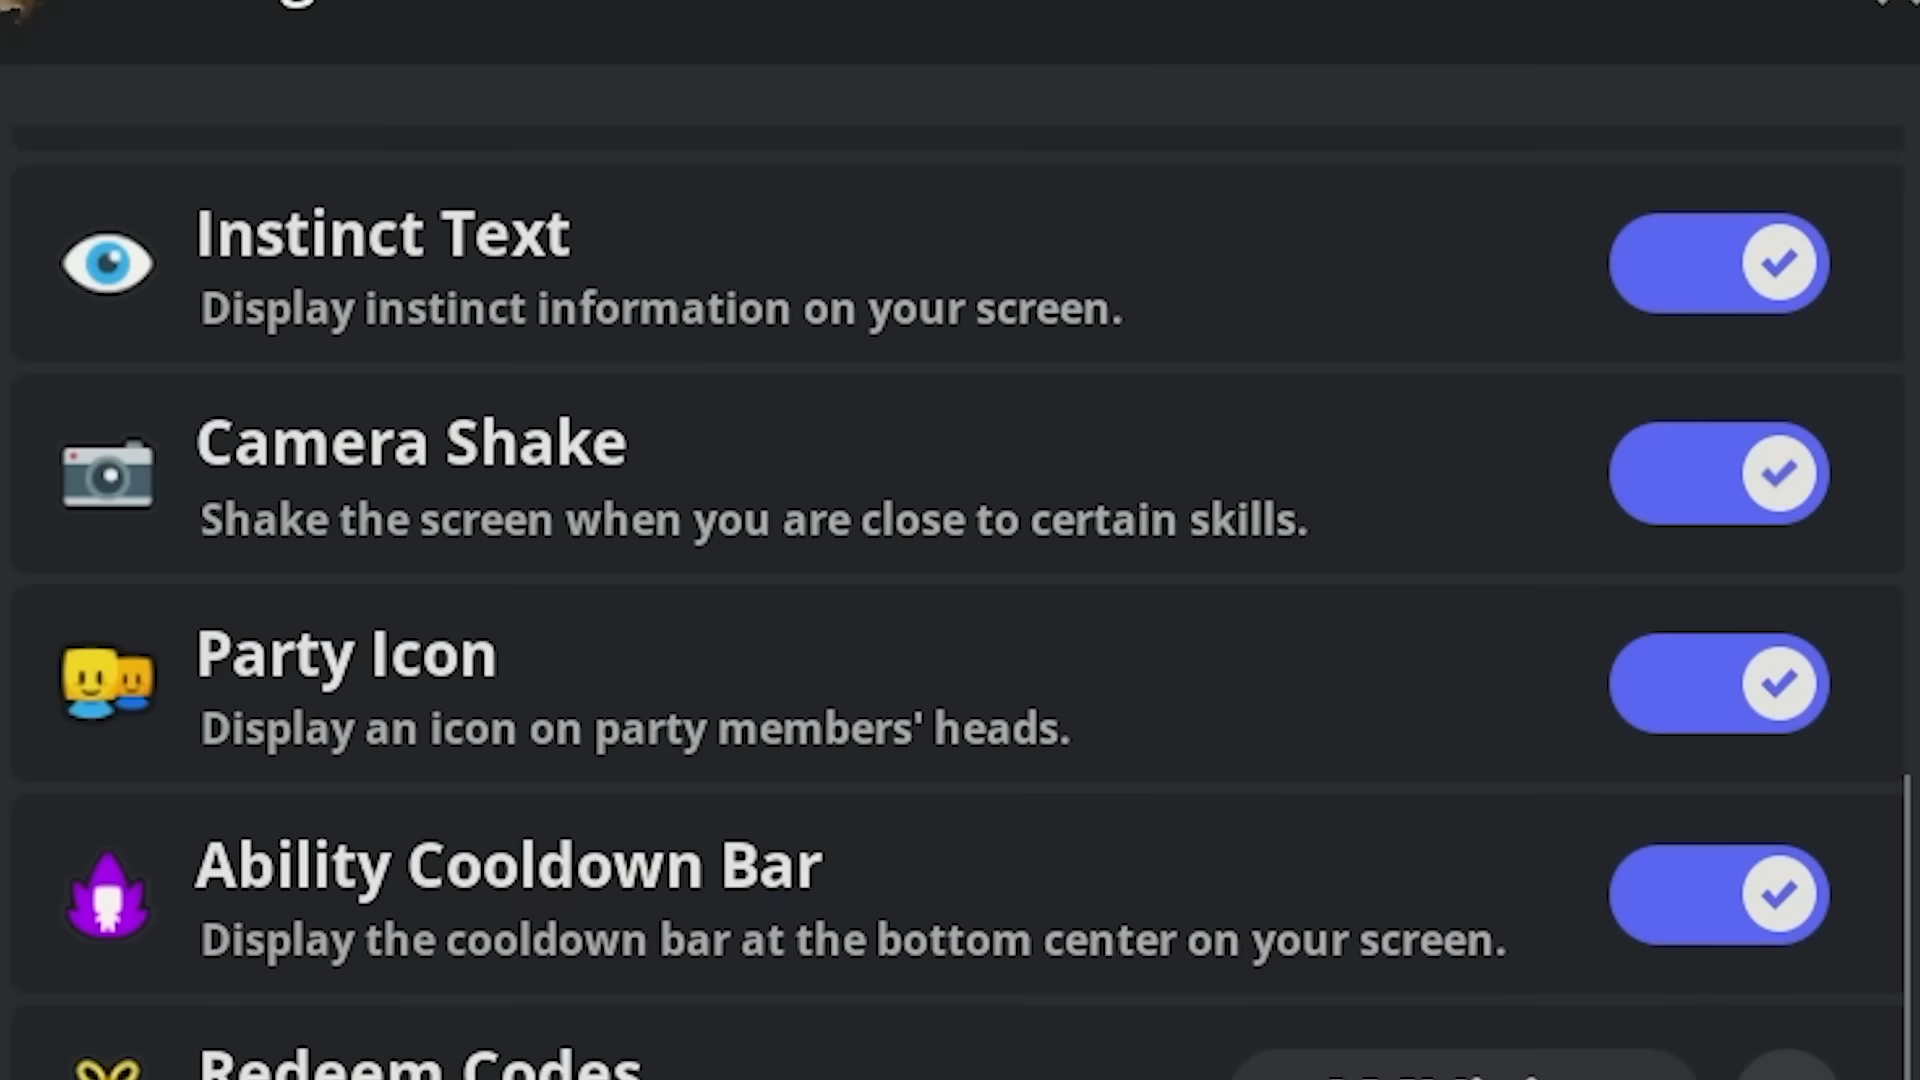 Instinct Text
Display instinct information on your screen.
Camera Shake
Shake the screen when you are close to certain skills.
Party Icon
Display an icon on party members' heads.
Ability Cooldown Bar
Display the cooldown bar at the bottom center on your screen.
Redeem Codes